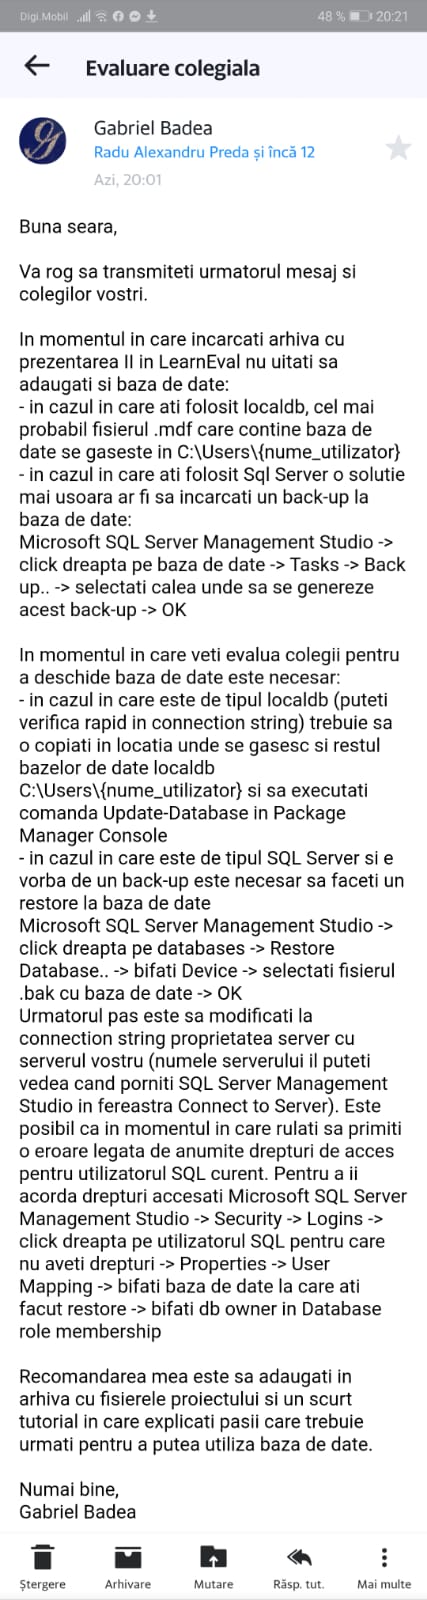 Digi.Mobil 48 % 20:21
Evaluare colegiala
Gabriel Badea
Radu Alexandru Preda și încă 12
Azi, 20:01
Buna seara,
Va rog sa transmiteti urmatorul mesaj si
colegilor vostri.
In momentul in care incarcati arhiva cu
prezentarea II in LearnEval nu uitati sa
adaugati si baza de date:
- in cazul in care ati folosit localdb, cel mai
probabil fisierul .mdf care contine baza de
date se gaseste in C:\Users\{nume_utilizator}
- in cazul in care ati folosit Sql Server o solutie
mai usoara ar fi sa incarcati un back-up la
baza de date:
Microsoft SQL Server Management Studio ->
click dreapta pe baza de date -> Tasks -> Back
up.. -> selectati calea unde sa se genereze
acest back-up -> OK
In momentul in care veti evalua colegii pentru
a deschide baza de date este necesar:
- in cazul in care este de tipul localdb (puteti
verifica rapid in connection string) trebuie sa
o copiati in locatia unde se gasesc si restul
bazelor de date localdb
C:\Users\{nume_utilizator} si sa executati
comanda Update-Database in Package
Manager Console
- in cazul in care este de tipul SQL Server si e
vorba de un back-up este necesar sa faceti un
restore la baza de date
Microsoft SQL Server Management Studio ->
click dreapta pe databases -> Restore
Database.. -> bifati Device -> selectati fisierul
.bak cu baza de date -> OK
Urmatorul pas este sa modificati la
connection string proprietatea server cu
serverul vostru (numele serverului il puteti
vedea cand porniti SQL Server Management
Studio in fereastra Connect to Server). Este
posibil ca in momentul in care rulati sa primiti
o eroare legata de anumite drepturi de acces
pentru utilizatorul SQL curent. Pentru a ii
acorda drepturi accesati Microsoft SQL Server
Management Studio -> Security -> Logins ->
click dreapta pe utilizatorul SQL pentru care
nu aveti drepturi -> Properties -> User
Mapping -> bifati baza de date la care ati
facut restore -> bifati db owner in Database
role membership
Recomandarea mea este sa adaugati in
arhiva cu fisierele proiectului si un scurt
tutorial in care explicati pasii care trebuie
urmati pentru a putea utiliza baza de date.
Numai bine,
Gabriel Badea
Ștergere Arhivare Mutare Răsp. tut. Mai multe